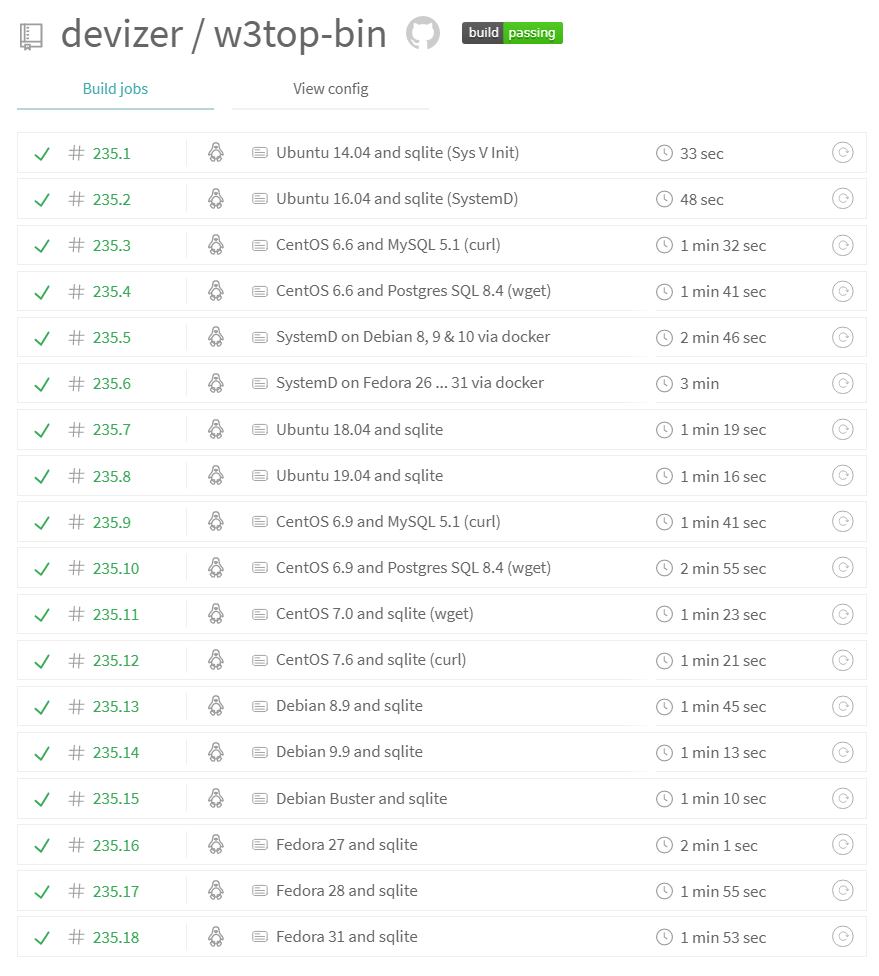 devizer / w3top-bin build passing
Build jobs View config
# 235.1 Ubuntu 14.04 and sqlite (Sys V Init) 33 sec
# 235.2 Ubuntu 16.04 and sqlite (SystemD) 48 sec
# 235.3 CentOS 6.6 and MySQL 5.1 (curl) 1 min 32 sec
# 235.4 CentOS 6.6 and Postgres SQL 8.4 (wget) 1 min 41 sec
# 235.5 SystemD on Debian 8, 9 & 10 via docker 2 min 46 sec
# 235.6 SystemD on Fedora 26 ... 31 via docker 3 min
# 235.7 Ubuntu 18.04 and sqlite 1 min 19 sec
# 235.8 Ubuntu 19.04 and sqlite 1 min 16 sec
# 235.9 CentOS 6.9 and MySQL 5.1 (curl) 1 min 41 sec
# 235.10 CentOS 6.9 and Postgres SQL 8.4 (wget) 2 min 55 sec
# 235.11 CentOS 7.0 and sqlite (wget) 1 min 23 sec
# 235.12 CentOS 7.6 and sqlite (curl) 1 min 21 sec
# 235.13 Debian 8.9 and sqlite 1 min 45 sec
# 235.14 Debian 9.9 and sqlite 1 min 13 sec
# 235.15 Debian Buster and sqlite 1 min 10 sec
# 235.16 Fedora 27 and sqlite 2 min 1 sec
# 235.17 Fedora 28 and sqlite 1 min 55 sec
# 235.18 Fedora 31 and sqlite 1 min 53 sec